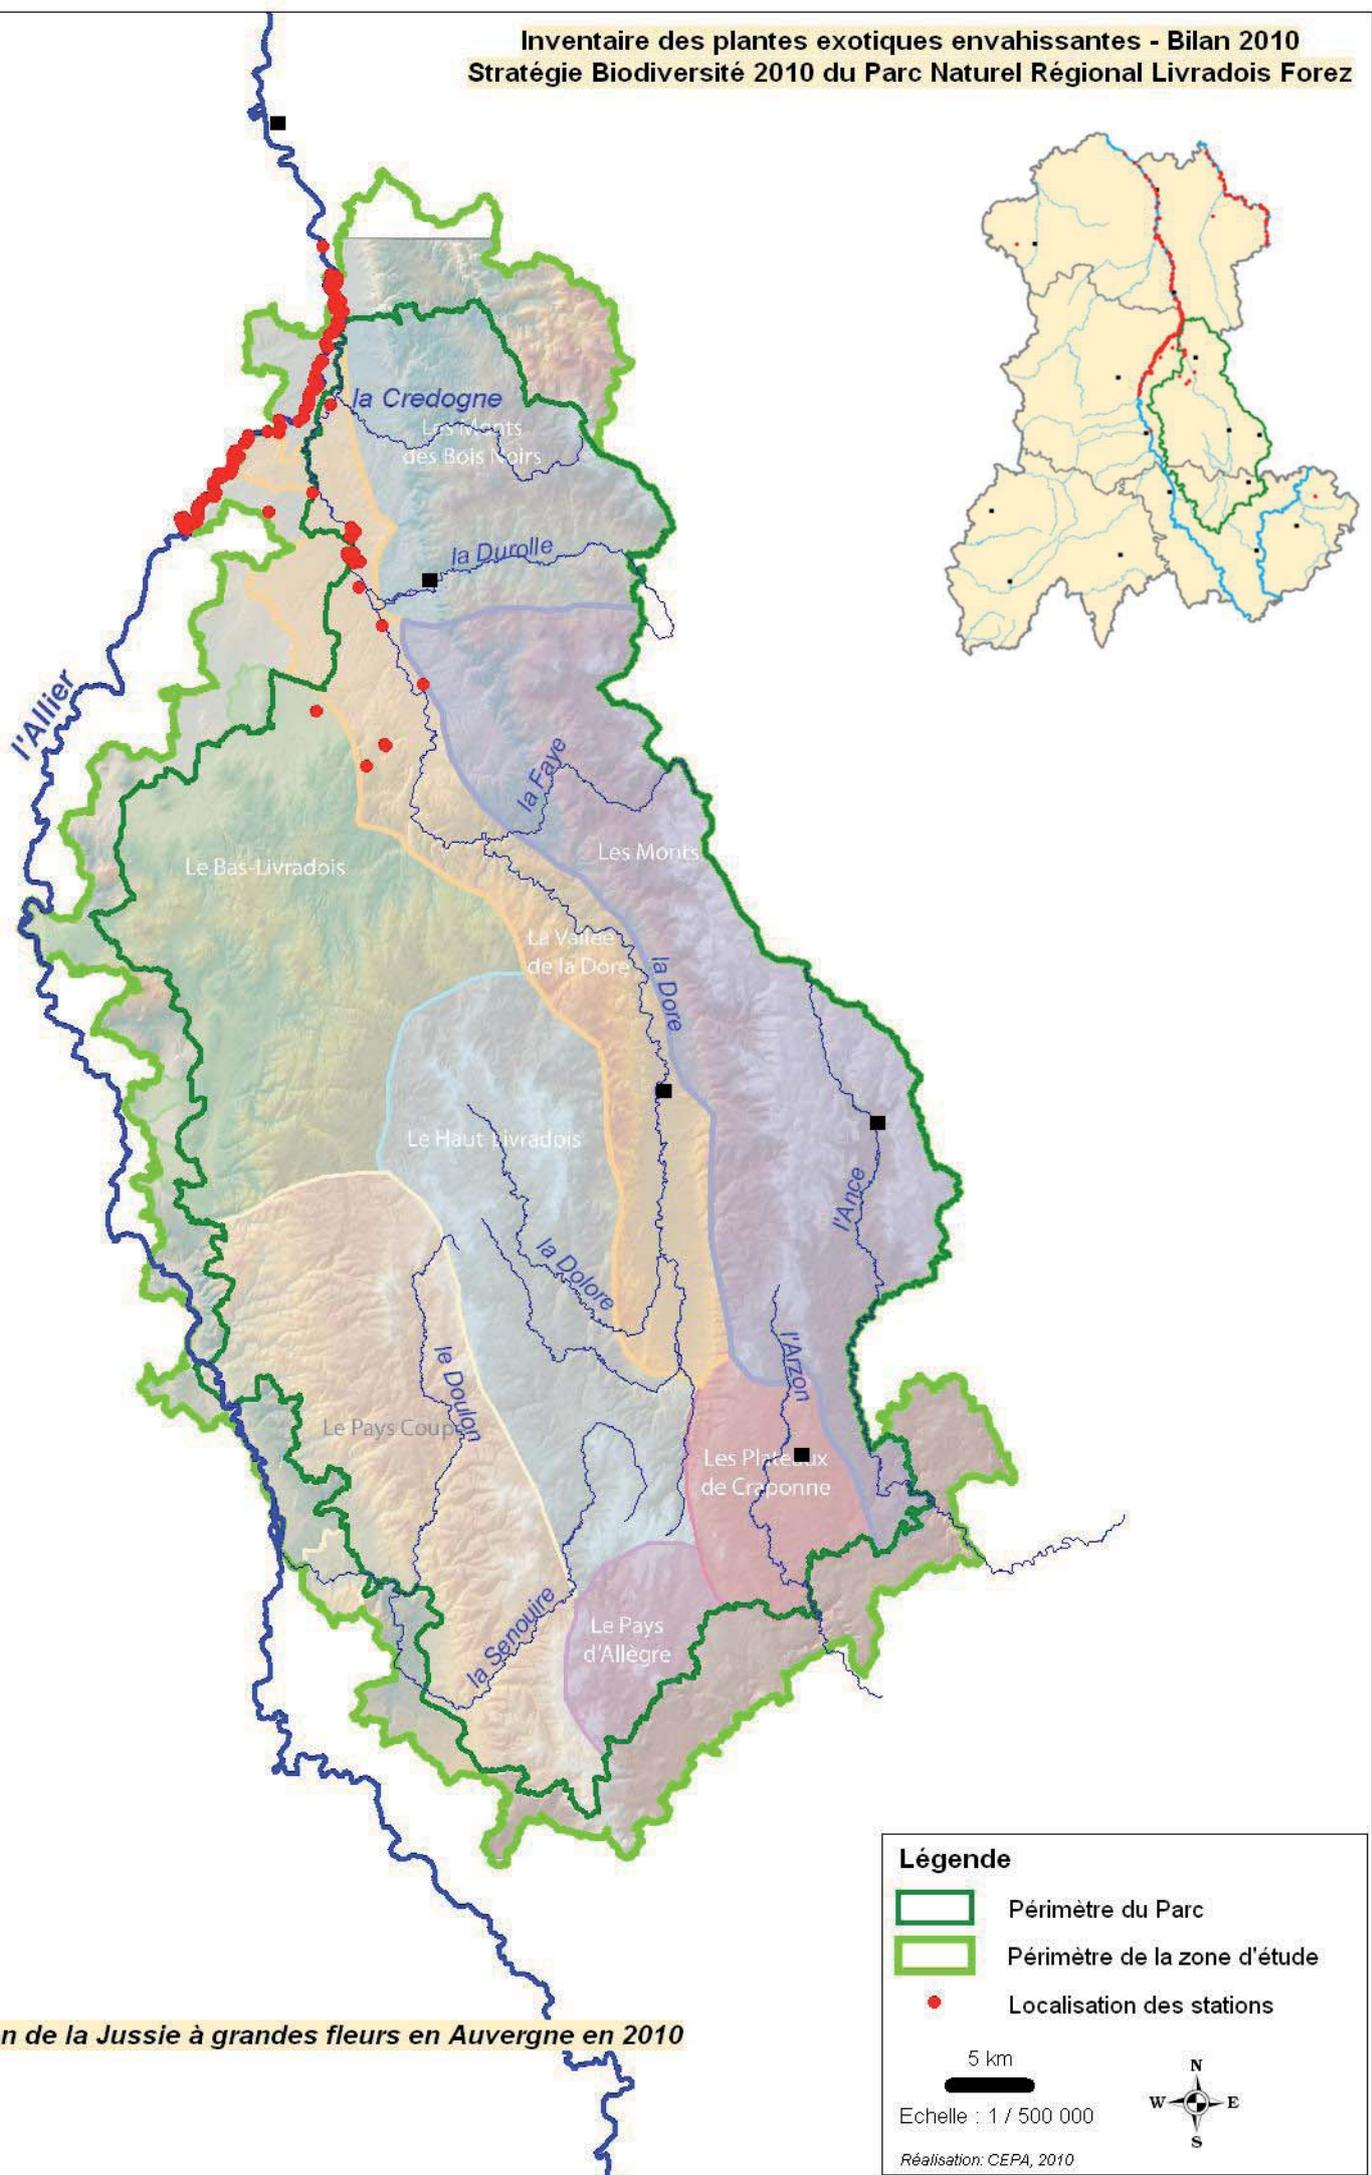 Inventaire des plantes exotiques envahissantes - Bilan 2010
Stratégie Biodiversité 2010 du Parc Naturel Régional Livradois Forez
la Credogne
Les Monts
des Bois Noirs
la Durolle
l'Allier
la Faye
Les Monts
Le Bas-Livradois
La Vallée
de la Dore
la Dore
Le Haut Livradois
l'Ance
la Dolore
l'Arzon
le Doulon
Le Pays Coupé
Les Plateaux
de Craponne
la Senouire
Le Pays
d'Allègre
Légende
Périmètre du Parc
Périmètre de la zone d'étude
Localisation des stations
n de la Jussie à grandes fleurs en Auvergne en 2010
5 km
N
W E
S
Echelle : 1 / 500 000
Réalisation: CEPA, 2010